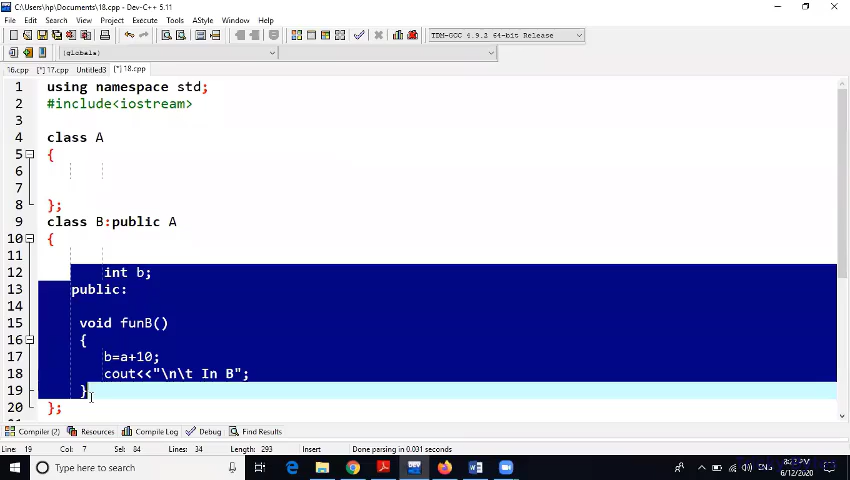 C:\Users\hp\Documents\18.cpp - Dev-C++ 5.11
File Edit Search View Project Execute Tools AStyle Window Help
TDM-GCC 4.9.2 64-bit Release
(globals)
16.cpp [*] 17.cpp Untitled3 [*] 18.cpp
1 using namespace std;
2 #include<iostream>
3
4 class A
5 {
6
7
8 };
9 class B:public A
10 {
11
12 int b;
13 public:
14
15 void funB()
16 {
17 b=a+10;
18 cout<<"\n\t In B";
19 }
20 };
Compiler (2) Resources Compile Log Debug Find Results
Line: 19 Col: 7 Sel: 84 Lines: 34 Length: 293 Insert Done parsing in 0.031 seconds
Type here to search
ENG
6/12/2020